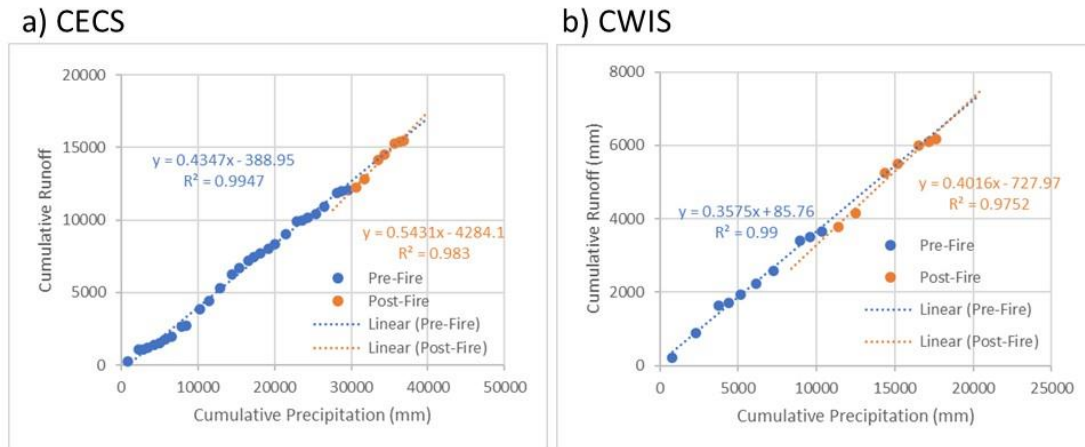 a) CECS
20000
15000
10000
5000
0
Cumulative Runoff
y = 0.4347x - 388.95
R² = 0.9947
y = 0.5431x - 4284.1
R² = 0.983
Pre-Fire
Post-Fire
Linear (Pre-Fire)
Linear (Post-Fire)
0 10000 20000 30000 40000 50000
Cumulative Precipitation (mm)
b) CWIS
8000
6000
4000
2000
0
Cumulative Runoff (mm)
y = 0.3575x + 85.76
R² = 0.99
y = 0.4016x - 727.97
R² = 0.9752
Pre-Fire
Post-Fire
Linear (Pre-Fire)
Linear (Post-Fire)
0 5000 10000 15000 20000 25000
Cumulative Precipitation (mm)